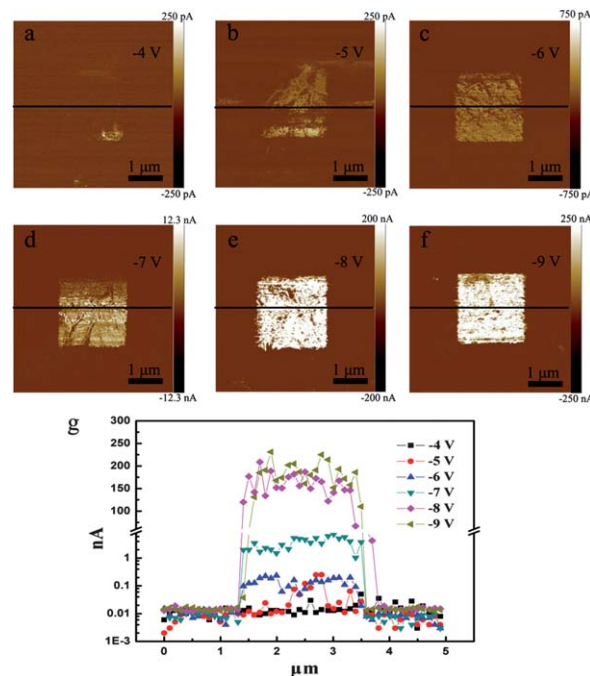 250 pA
a
-4 V
1 μm
-250 pA
250 pA
b
-5 V
1 μm
-250 pA
750 pA
c
-6 V
1 μm
-750 pA
12.3 nA
d
-7 V
1 μm
-12.3 nA
200 nA
e
-8 V
1 μm
-200 nA
250 nA
f
-9 V
1 μm
-250 nA
g
300
250
200
150
100
50
1
0.1
0.01
1E-3
nA
-4 V
-5 V
-6 V
-7 V
-8 V
-9 V
0 1 2 3 4 5
μm